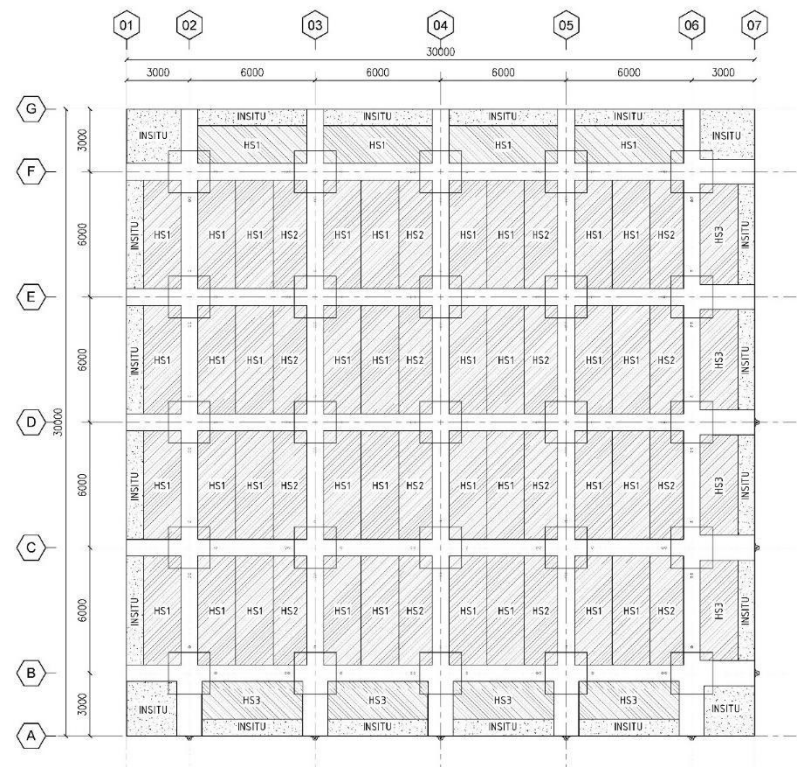 01 02 03 04 05 06 07
30000
3000 6000 6000 6000 6000 3000
G
INSITU INSITU INSITU INSITU INSITU INSITU
3000
HS1 HS1 HS1 HS1
F
6000
INSITU HS1 HS1 HS1 HS2 HS1 HS1 HS2 HS1 HS1 HS2 HS1 HS1 HS2 HS3 INSITU
E
6000
INSITU HS1 HS1 HS1 HS2 HS1 HS1 HS2 HS1 HS1 HS2 HS1 HS1 HS2 HS3 INSITU
D
30000
6000
INSITU HS1 HS1 HS1 HS2 HS1 HS1 HS2 HS1 HS1 HS2 HS1 HS1 HS2 HS3 INSITU
C
6000
INSITU HS1 HS1 HS1 HS2 HS1 HS1 HS2 HS1 HS1 HS2 HS1 HS1 HS2 HS3 INSITU
B
3000
HS3 HS3 HS3 HS3
INSITU INSITU INSITU INSITU INSITU INSITU
A